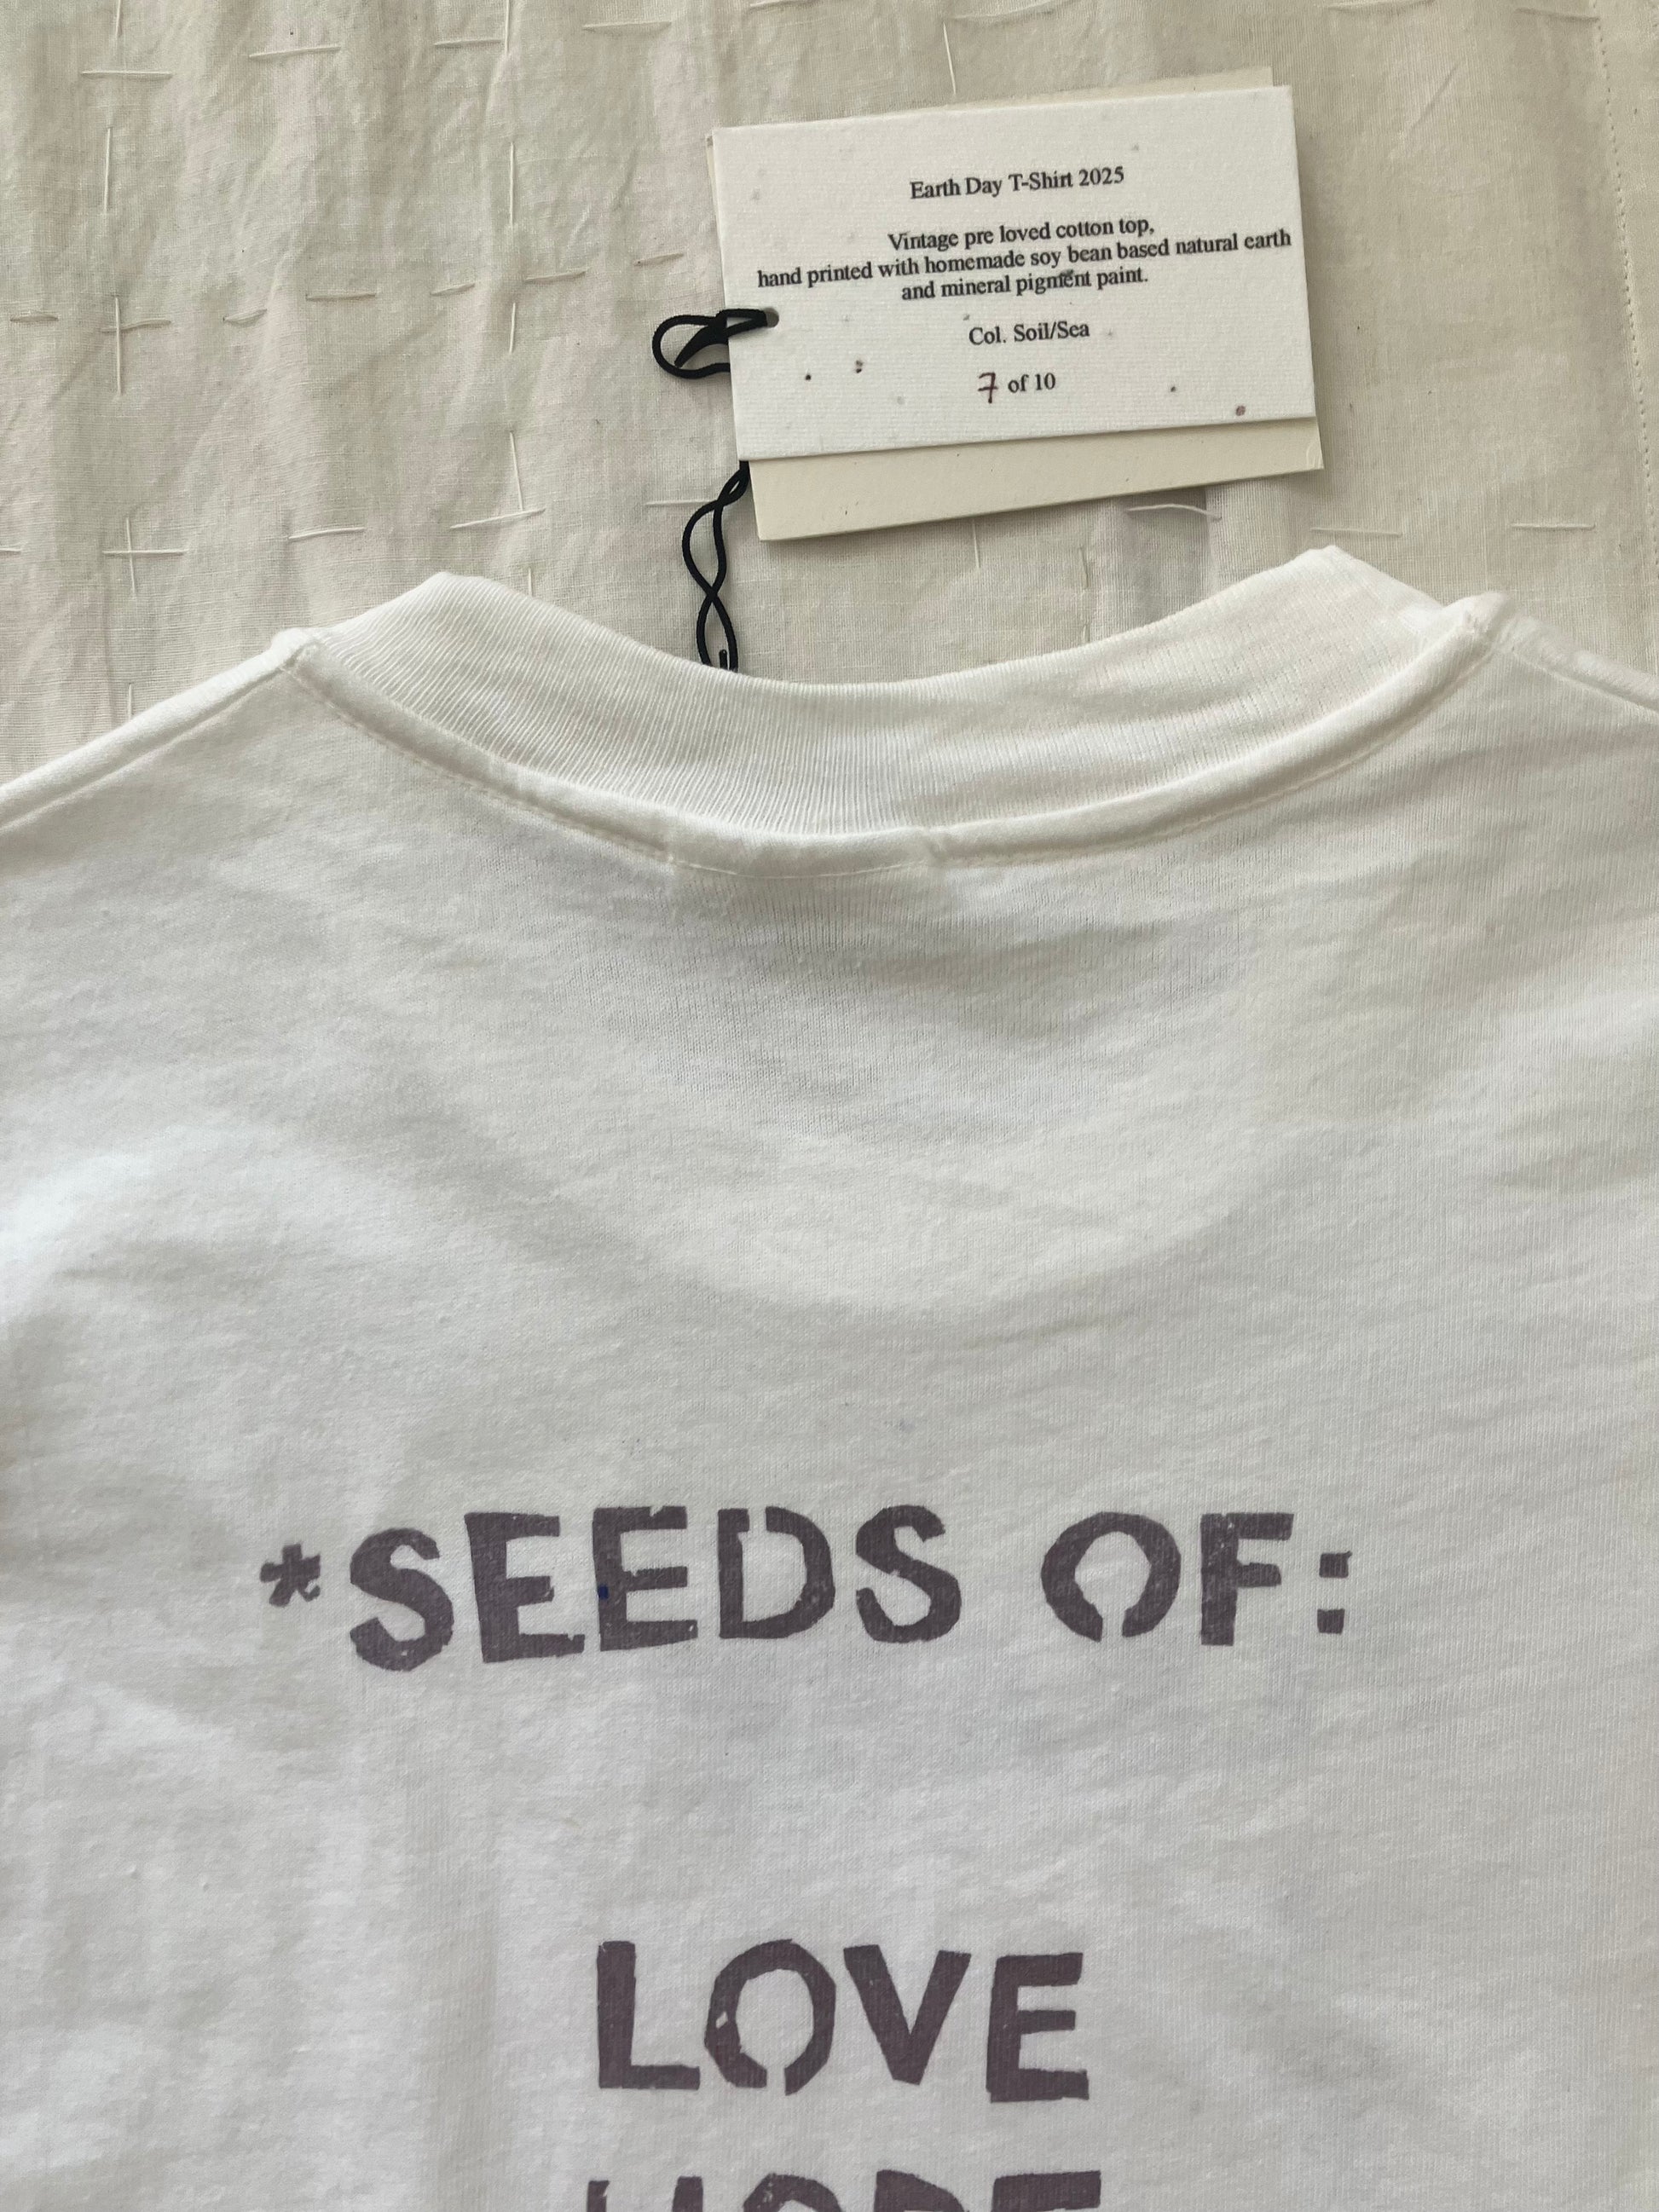 Earth Day T-Shirt 2025
Vintage pre loved cotton top,
hand printed with homemade soy bean based natural earth
and mineral pigment paint.
Col. Soil/Sea
7 of 10
*SEEDS OF:
LOVE
HOPE